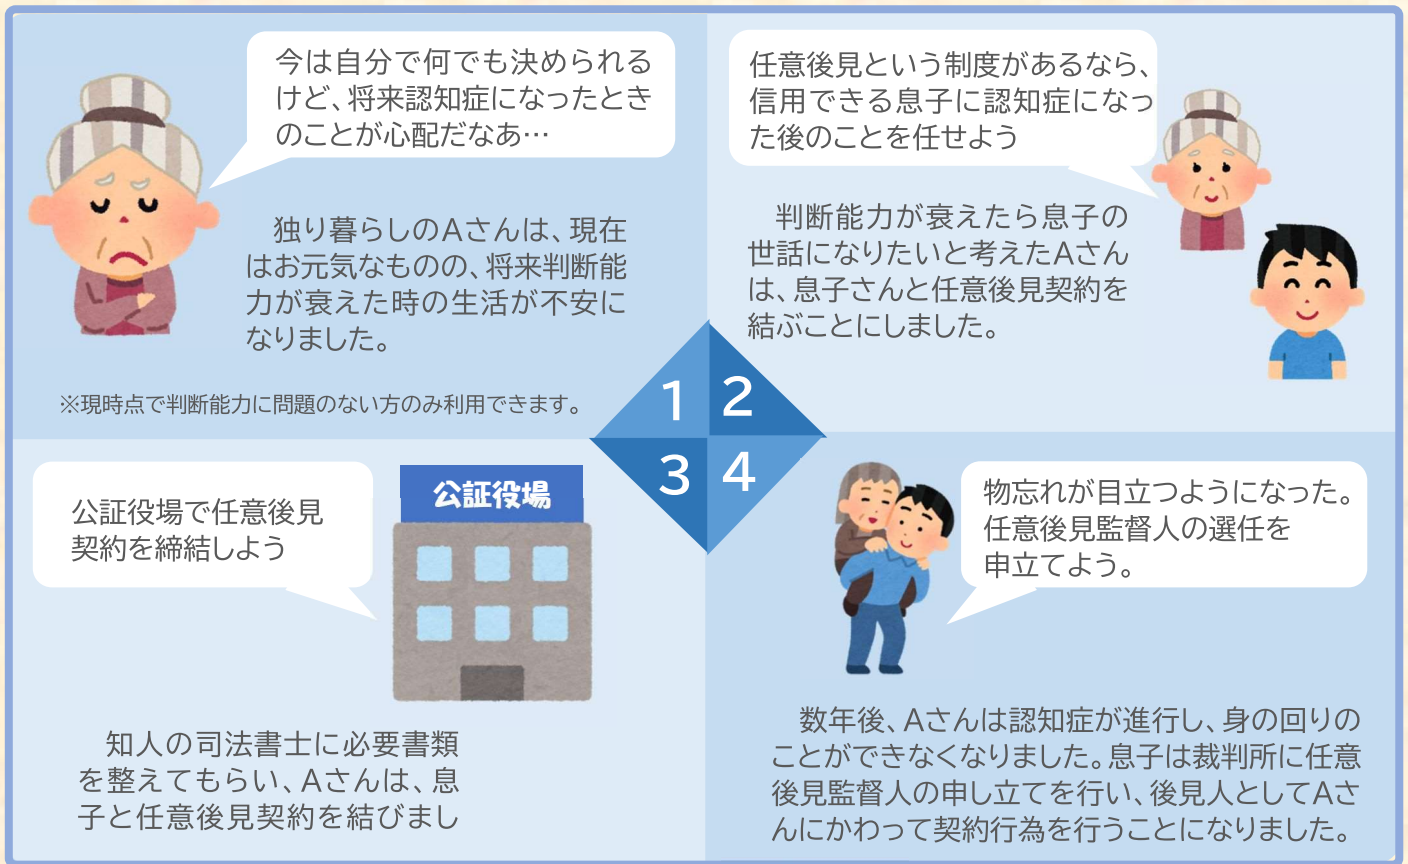 今は自分で何でも決められる
けど、将来認知症になったとき
のことが心配だなあ…
独り暮らしのAさんは、現在
はお元気なものの、将来判断能
力が衰えた時の生活が不安に
なりました。
※現時点で判断能力に問題のない方のみ利用できます。
1
任意後見という制度があるなら、
信用できる息子に認知症になっ
た後のことを任せよう
判断能力が衰えたら息子の
世話になりたいと考えたAさん
は、息子さんと任意後見契約を
結ぶことにしました。
2
公証役場で任意後見
契約を締結しよう
公証役場
知人の司法書士に必要書類
を整えてもらい、Aさんは、息
子と任意後見契約を結びまし
3
物忘れが目立つようになった。
任意後見監督人の選任を
申立てよう。
数年後、Aさんは認知症が進行し、身の回りの
ことができなくなりました。息子は裁判所に任意
後見監督人の申し立てを行い、後見人としてAさ
んにかわって契約行為を行うことになりました。
4